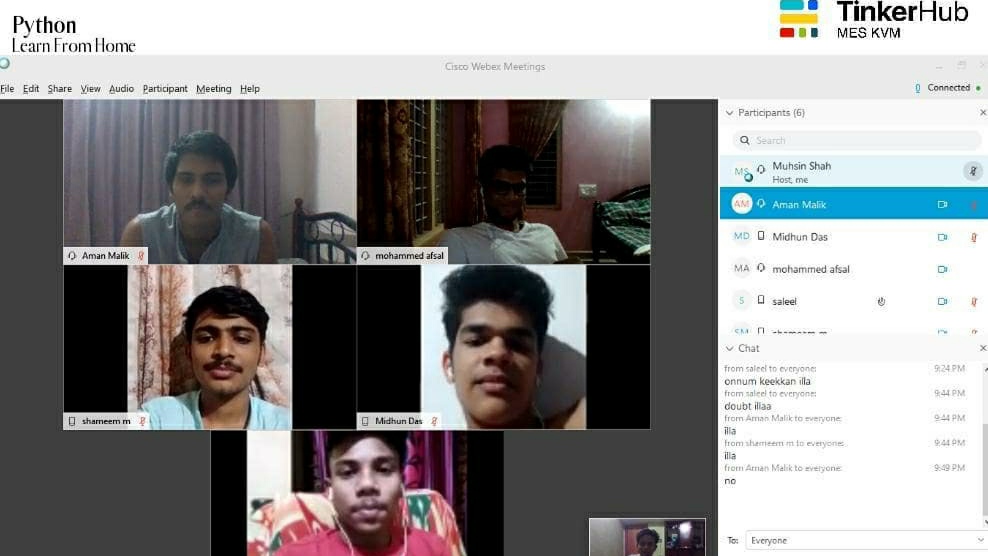 Python
Learn From Home
TinkerHub
MES KVM
Cisco Webex Meetings
File Edit Share View Audio Participant Meeting Help
Connected
Aman Malik
mohammed afsal
shameem m
Midhun Das
Participants (6)
Search
MS
Muhsin Shah
Host, me
AM Aman Malik
MD Midhun Das
MA mohammed afsal
S saleel
SM shameem m
Chat
from saleel to everyone: 9:24 PM
onnum keekkan illa
from saleel to everyone: 9:44 PM
doubt illaa
from Aman Malik to everyone: 9:44 PM
illa
from shameem m to everyone: 9:44 PM
illa
from Aman Malik to everyone: 9:49 PM
no
To: Everyone